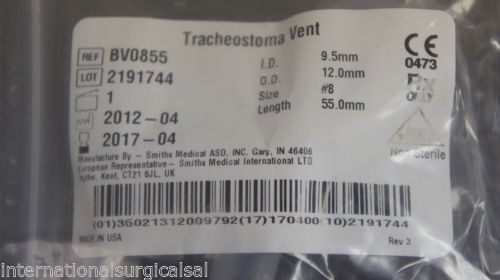 Tracheostoma Vent
REF BV0855
LOT 2191744
1
2012-04
2017-04
I.D. 9.5mm
O.D. 12.0mm
Size #8
Length 55.0mm
CE
0473
Rx
ONLY
Non-Sterile
Manufacture By - Smiths Medical ASD, INC. Gary, IN 46406
European Representative - Smiths Medical International LTD
Hythe, Kent, CT21 6JL, UK
(01)35021312009792(17)170400(10)2191744
MADE IN USA
Rev 3
internationalsurgicalsal